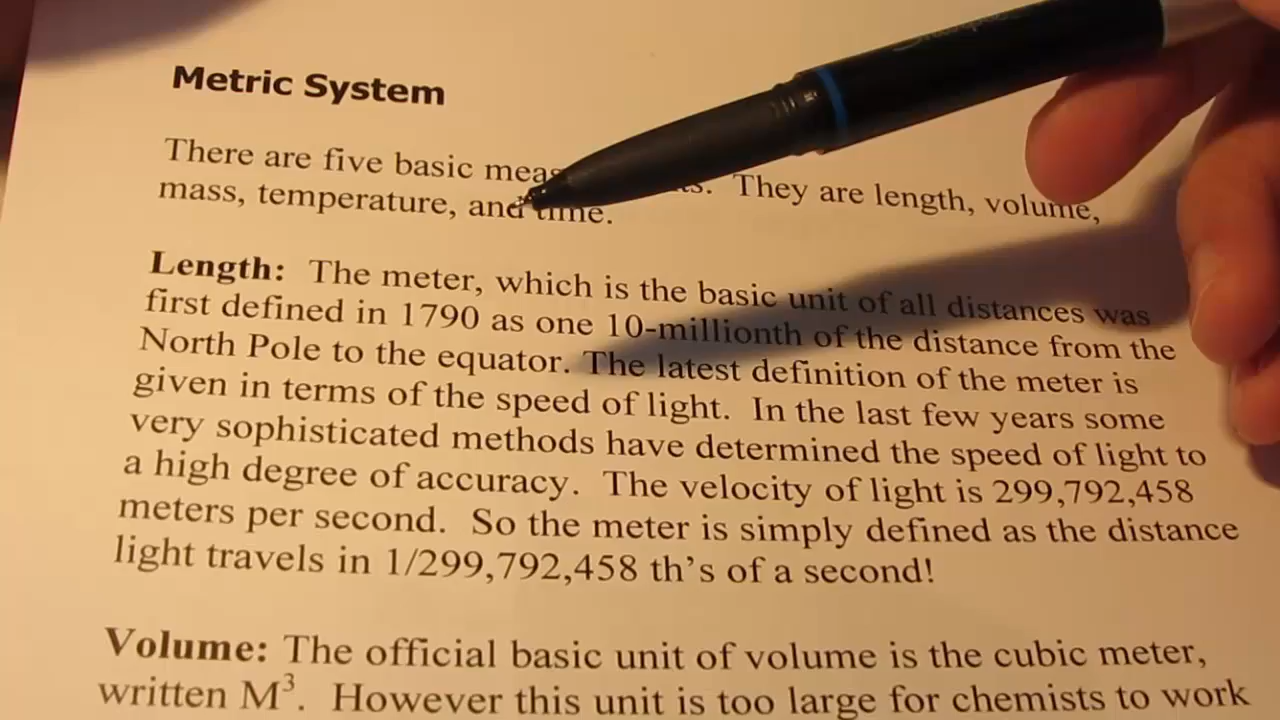 Metric System
There are five basic They are length, volume,
mass, temperature, and time.
Length: The meter, which is the basic unit of all distances was
first defined in 1790 as one 10-millionth of the distance from the
North Pole to the equator. The latest definition of the meter is
given in terms of the speed of light. In the last few years some
very sophisticated methods have determined the speed of light to
a high degree of accuracy. The velocity of light is 299,792,458
meters per second. So the meter is simply defined as the distance
light travels in 1/299,792,458 th's of a second!
Volume: The official basic unit of volume is the cubic meter,
written M³. However this unit is too large for chemists to work